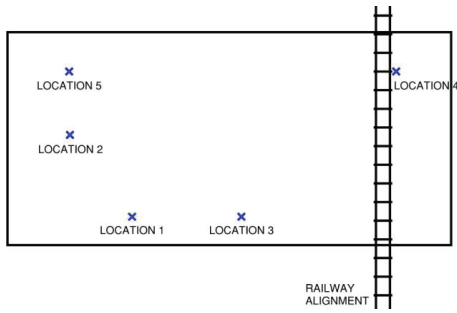 LOCATION 5
LOCATION 4
LOCATION 2
LOCATION 1
LOCATION 3
RAILWAY
ALIGNMENT